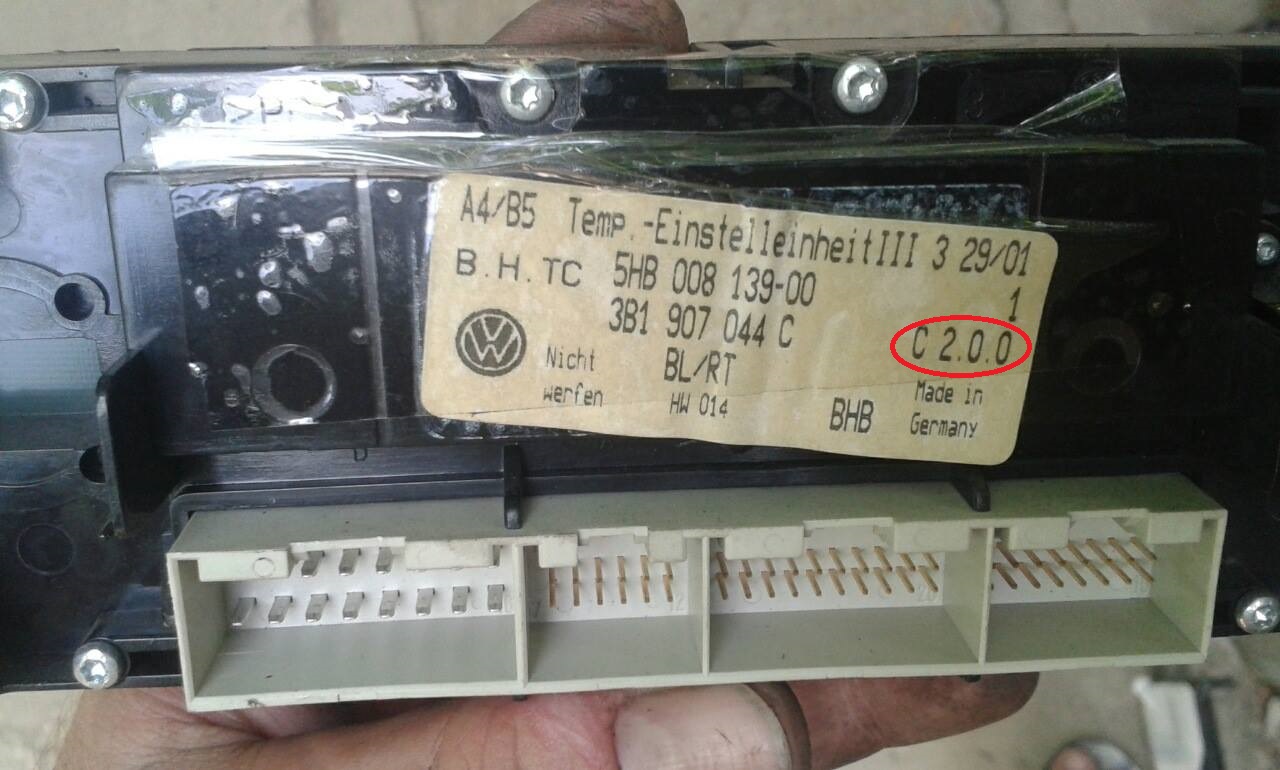 A4/B5 Temp.-EinstelleinheitIII 3 29/01
B.H.TC 5HB 008 139-00 1
3B1 907 044 C C 2.0.0
Nicht BL/RT Made in
werfen HW 014 BHB Germany
VW